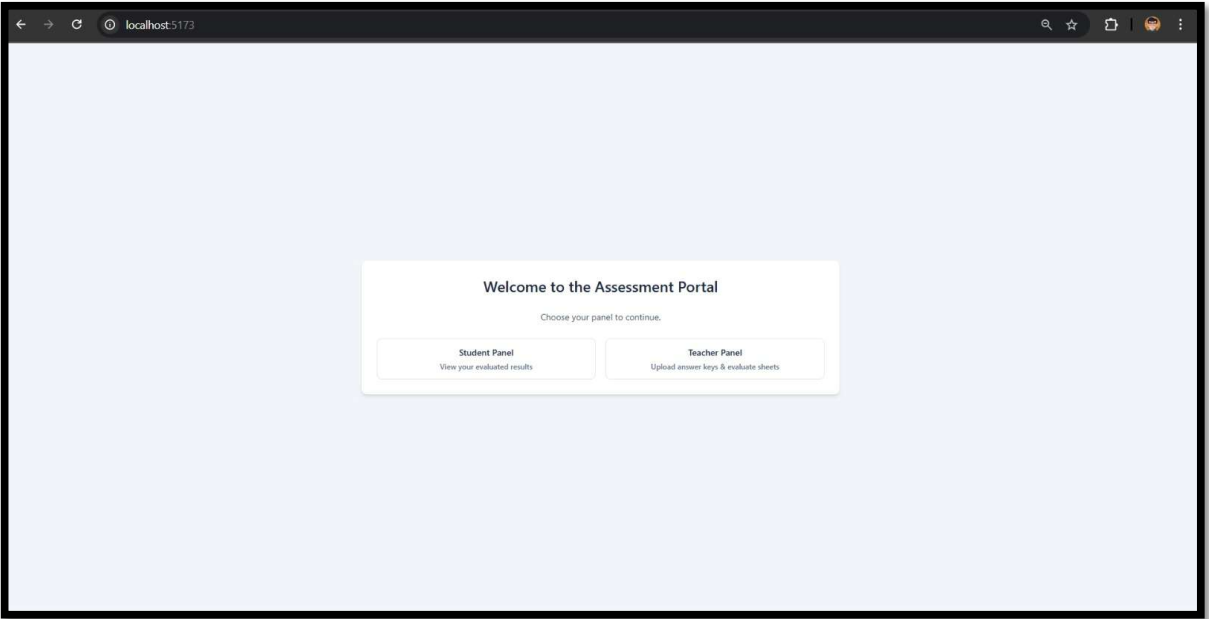 localhost:5173
Welcome to the Assessment Portal
Choose your panel to continue.
Student Panel
View your evaluated results
Teacher Panel
Upload answer keys & evaluate sheets